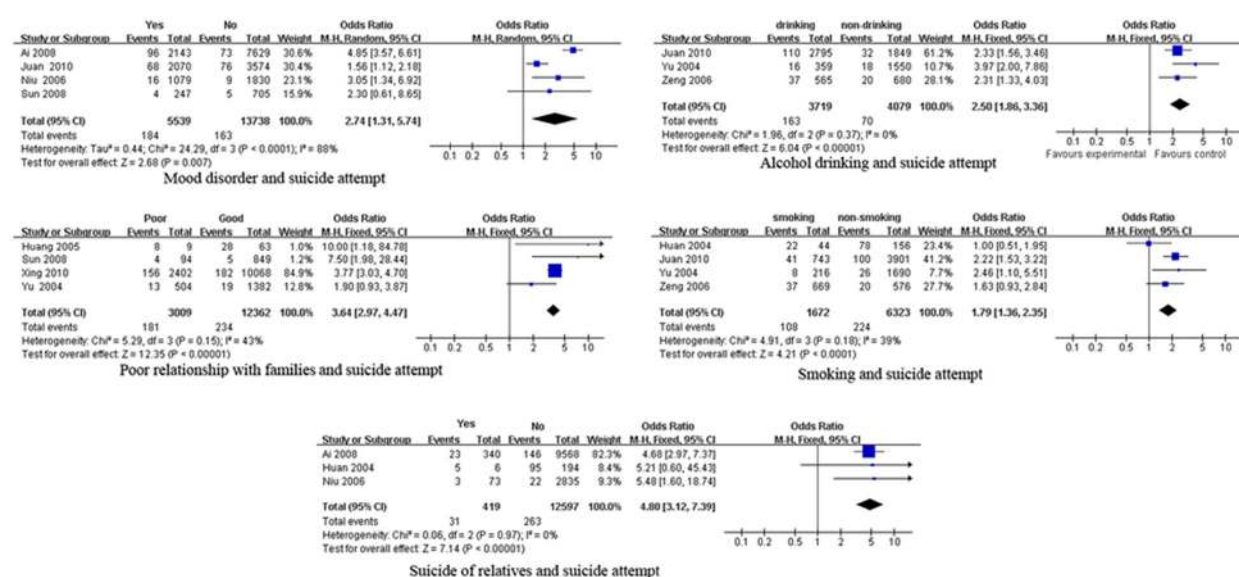 Yes No Odds Ratio Odds Ratio
Study or Subgroup Events Total Events Total Weight M-H, Random, 95% CI M-H, Random, 95% CI
Ai 2008 96 2143 73 7629 30.6% 4.85 [3.57, 6.61]
Juan 2010 68 2070 76 3574 30.4% 1.56 [1.12, 2.18]
Niu 2006 16 1079 9 1830 23.1% 3.05 [1.34, 6.92]
Sun 2008 4 247 5 705 15.9% 2.30 [0.61, 8.65]
Total (95% CI) 5539 13738 100.0% 2.74 [1.31, 5.74]
Total events 184 163
Heterogeneity: Tau² = 0.44; Chi² = 24.29, df = 3 (P < 0.0001); I² = 88%
Test for overall effect: Z = 2.68 (P = 0.007)
0.1 0.2 0.5 1 2 5 10
Mood disorder and suicide attempt
drinking non-drinking Odds Ratio Odds Ratio
Study or Subgroup Events Total Events Total Weight M-H, Fixed, 95% CI M-H, Fixed, 95% CI
Juan 2010 110 2795 32 1849 61.2% 2.33 [1.56, 3.46]
Yu 2004 16 359 18 1550 10.7% 3.97 [2.00, 7.86]
Zeng 2006 37 565 20 680 28.1% 2.31 [1.33, 4.03]
Total (95% CI) 3719 4079 100.0% 2.50 [1.86, 3.36]
Total events 163 70
Heterogeneity: Chi² = 1.96, df = 2 (P = 0.37); I² = 0%
Test for overall effect: Z = 6.04 (P < 0.00001)
0.1 0.2 0.5 1 2 5 10
Favours experimental Favours control
Alcohol drinking and suicide attempt
Poor Good Odds Ratio Odds Ratio
Study or Subgroup Events Total Events Total Weight M-H, Fixed, 95% CI M-H, Fixed, 95% CI
Huang 2005 8 9 28 63 1.0% 10.00 [1.18, 84.78]
Sun 2008 4 94 5 849 1.2% 7.50 [1.98, 28.44]
Xing 2010 156 2402 182 10068 84.9% 3.77 [3.03, 4.70]
Yu 2004 13 504 19 1382 12.8% 1.90 [0.93, 3.87]
Total (95% CI) 3009 12362 100.0% 3.64 [2.97, 4.47]
Total events 181 234
Heterogeneity: Chi² = 5.29, df = 3 (P = 0.15); I² = 43%
Test for overall effect: Z = 12.35 (P < 0.00001)
0.1 0.2 0.5 1 2 5 10
Poor relationship with families and suicide attempt
smoking non-smoking Odds Ratio Odds Ratio
Study or Subgroup Events Total Events Total Weight M-H, Fixed, 95% CI M-H, Fixed, 95% CI
Huan 2004 22 44 78 156 23.4% 1.00 [0.51, 1.95]
Juan 2010 41 743 100 3901 41.2% 2.22 [1.53, 3.22]
Yu 2004 8 216 26 1690 7.7% 2.46 [1.10, 5.51]
Zeng 2006 37 669 20 576 27.7% 1.63 [0.93, 2.84]
Total (95% CI) 1672 6323 100.0% 1.79 [1.36, 2.35]
Total events 108 224
Heterogeneity: Chi² = 4.91, df = 3 (P = 0.18); I² = 39%
Test for overall effect: Z = 4.21 (P < 0.0001)
0.1 0.2 0.5 1 2 5 10
Smoking and suicide attempt
Yes No Odds Ratio Odds Ratio
Study or Subgroup Events Total Events Total Weight M-H, Fixed, 95% CI M-H, Fixed, 95% CI
Ai 2008 23 340 146 9568 82.3% 4.68 [2.97, 7.37]
Huan 2004 5 6 95 194 8.4% 5.21 [0.60, 45.43]
Niu 2006 3 73 22 2835 9.3% 5.48 [1.60, 18.74]
Total (95% CI) 419 12597 100.0% 4.80 [3.12, 7.39]
Total events 31 263
Heterogeneity: Chi² = 0.06, df = 2 (P = 0.97); I² = 0%
Test for overall effect: Z = 7.14 (P < 0.00001)
0.1 0.2 0.5 1 2 5 10
Suicide of relatives and suicide attempt